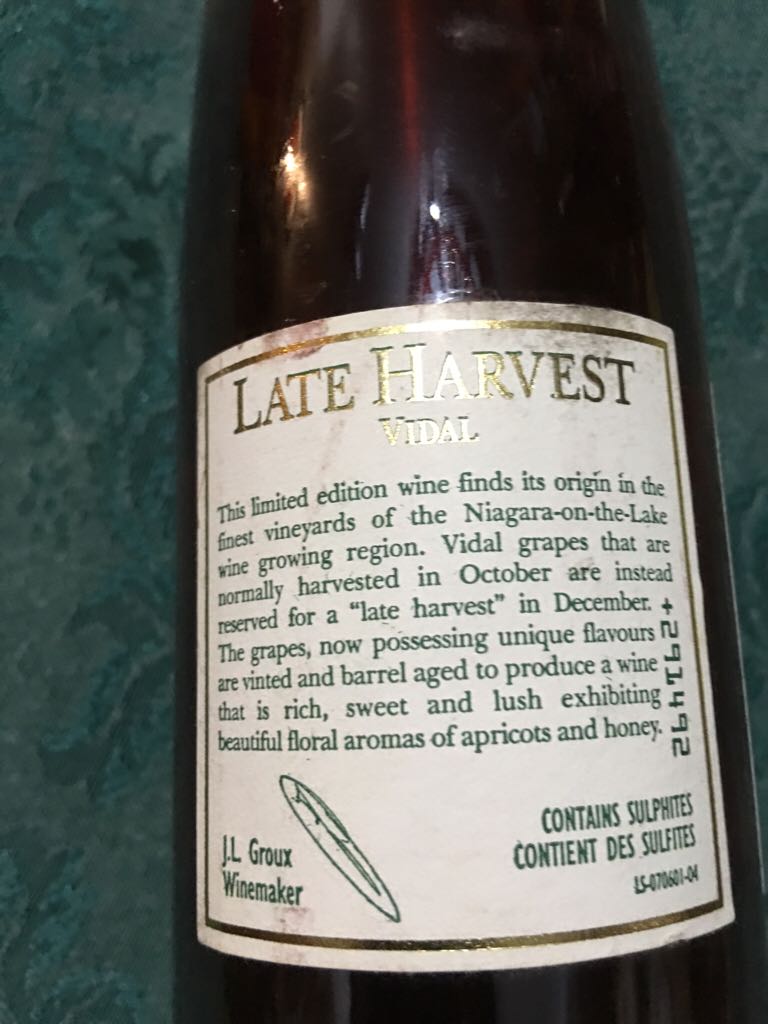 LATE HARVEST
VIDAL
This limited edition wine finds its origin in the
finest vineyards of the Niagara-on-the-Lake
wine growing region. Vidal grapes that are
normally harvested in October are instead
reserved for a “late harvest” in December.
The grapes, now possessing unique flavours
are vinted and barrel aged to produce a wine
that is rich, sweet and lush exhibiting
beautiful floral aromas of apricots and honey.
J.L. Groux
Winemaker
CONTAINS SULPHITES
CONTIENT DES SULFITES
LS-070601-04